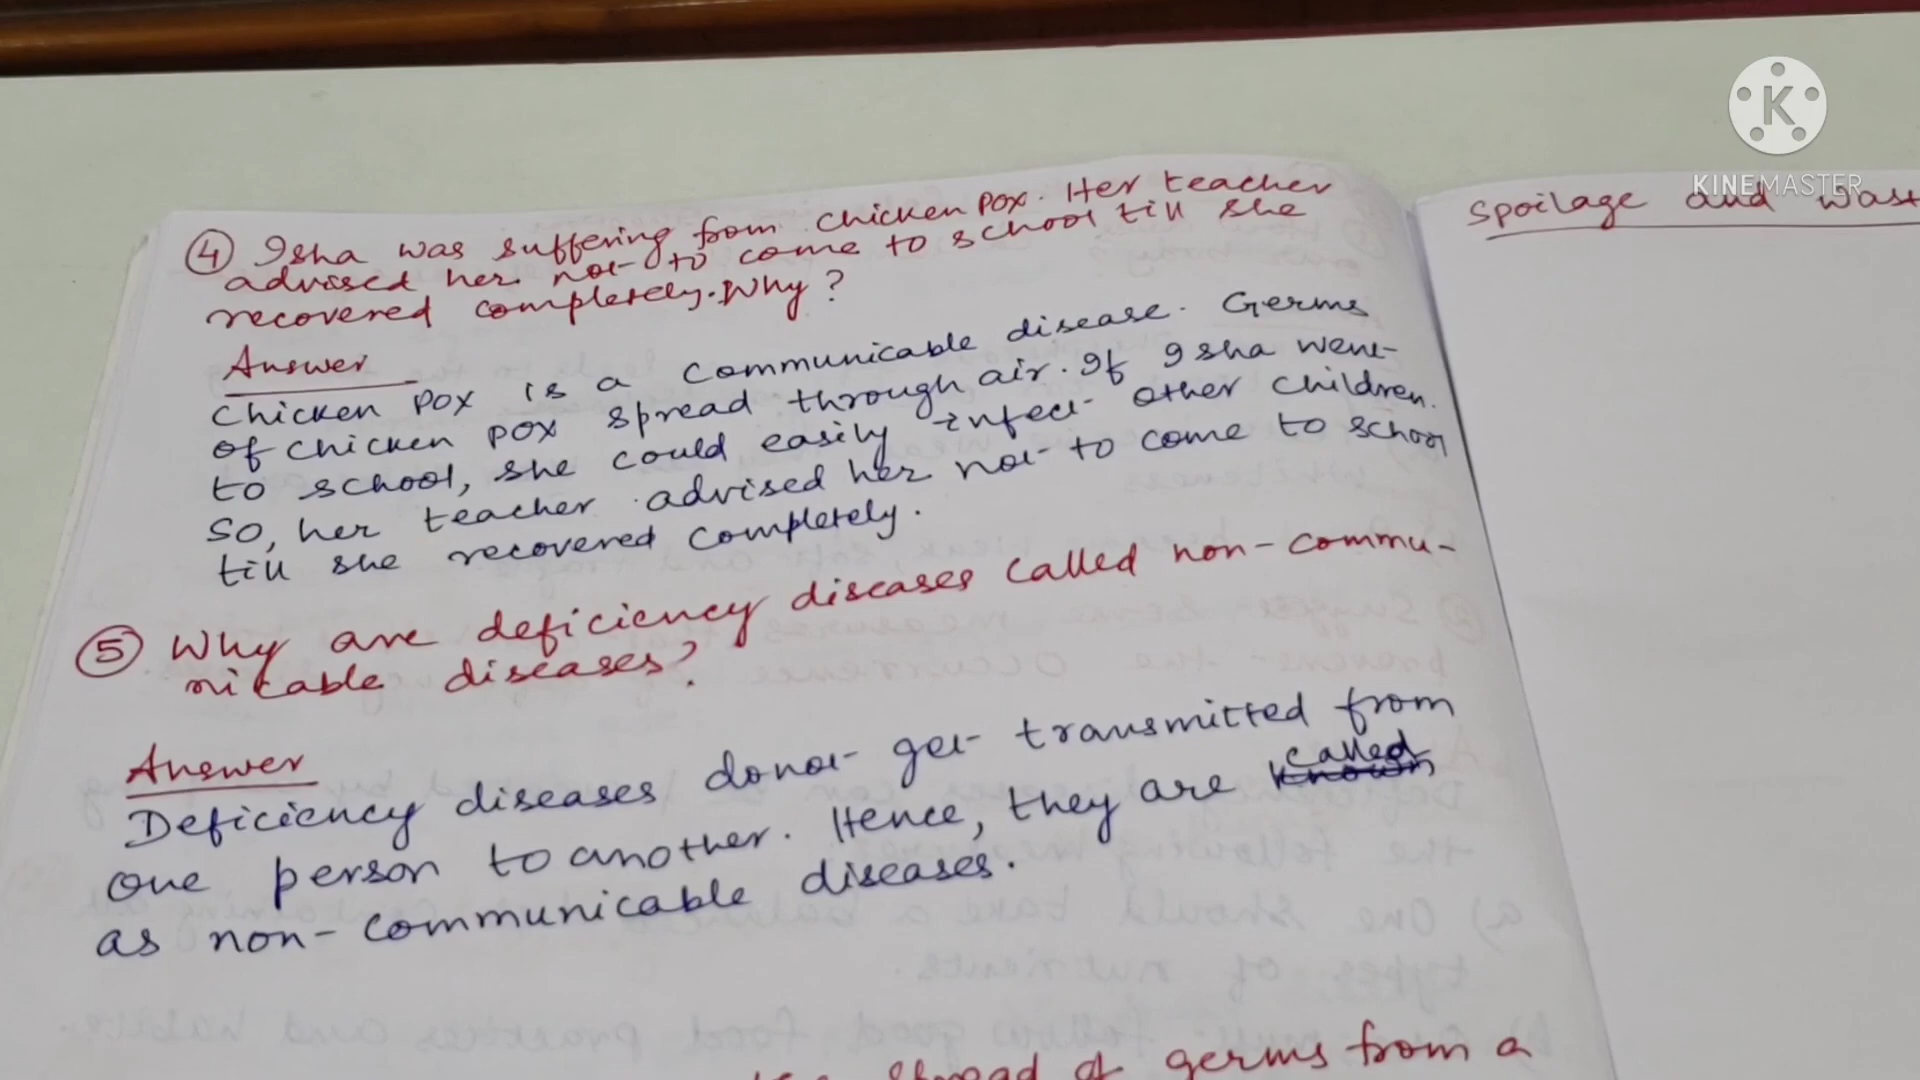 ④ Isha was suffering from chicken pox. Her teacher
advised her not to come to school till she
recovered completely. Why?
Answer
Chicken pox is a communicable disease. Germs
of chicken pox spread through air. If Isha went
to school, she could easily infect other children.
So, her teacher advised her not to come to school
till she recovered completely.
⑤ Why are deficiency diseases called non-commu-
nicable diseases?
Answer
Deficiency diseases donot get transmitted from
one person to another. Hence, they are known called
as non-communicable diseases.
spread of germs from a
Spoilage and
K
KINEMASTER